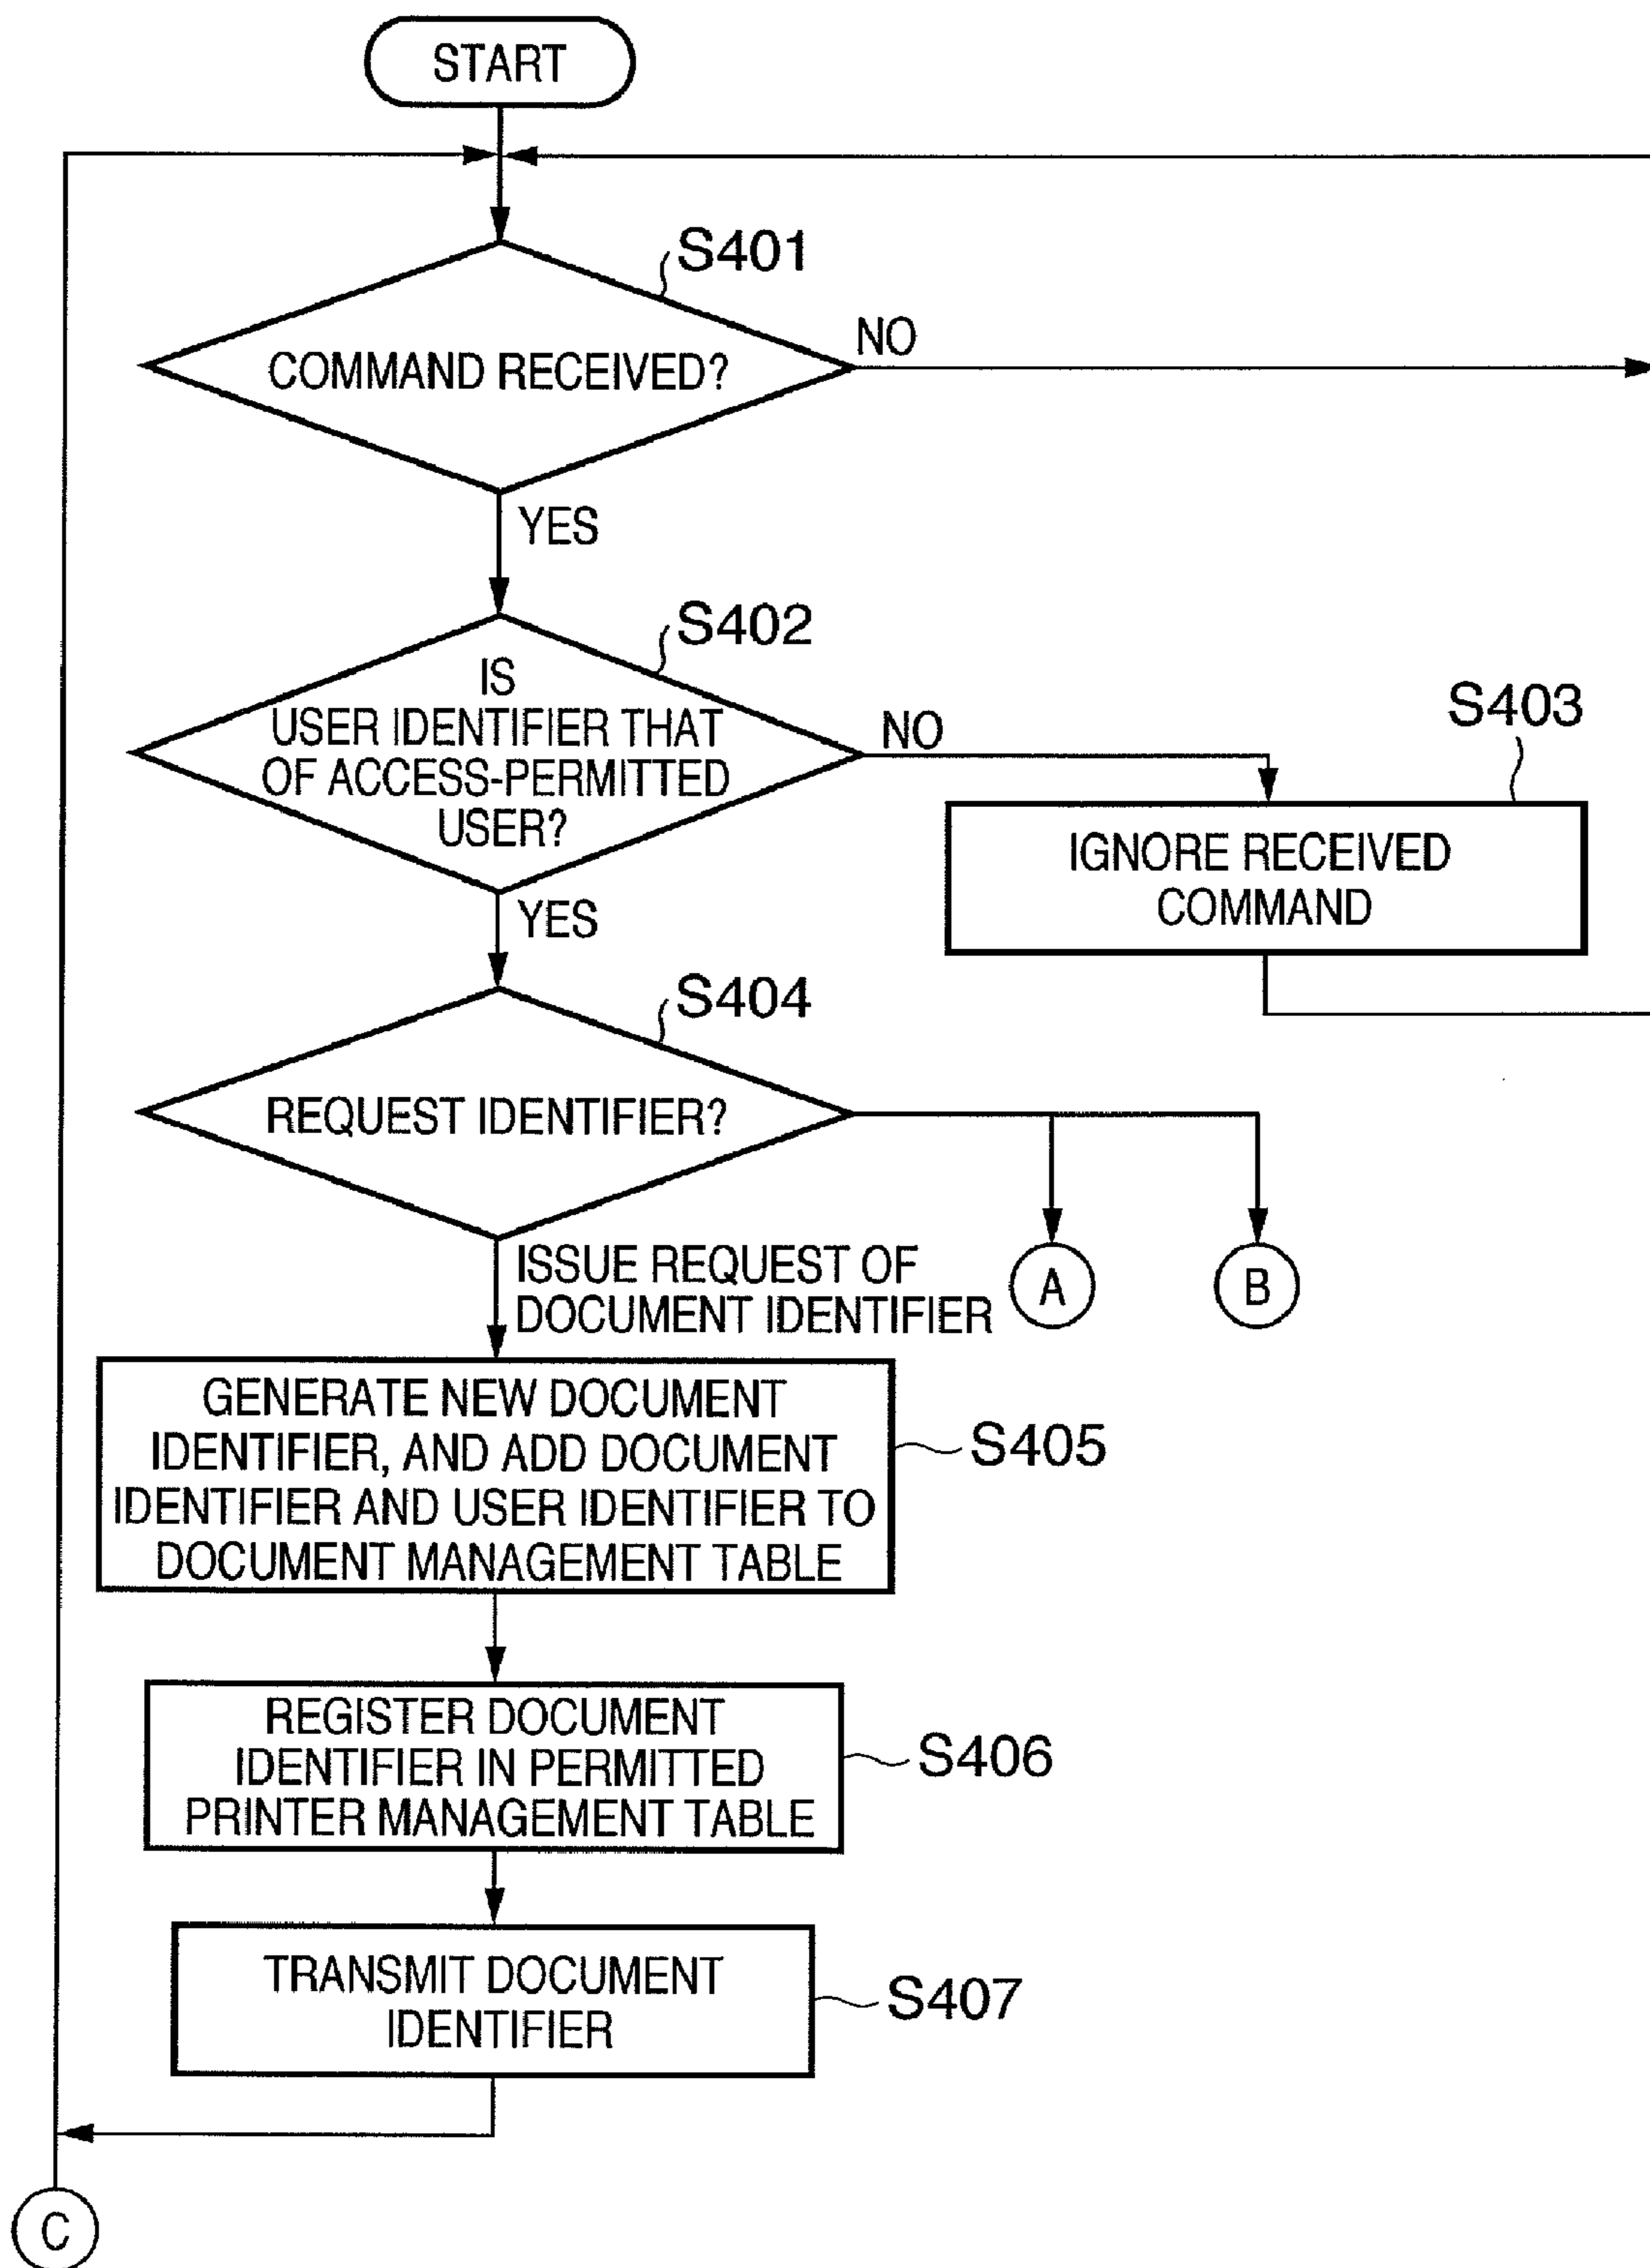 START
S401
COMMAND RECEIVED?
NO
YES
S402
IS
USER IDENTIFIER THAT
OF ACCESS-PERMITTED
USER?
NO
YES
S403
IGNORE RECEIVED
COMMAND
S404
REQUEST IDENTIFIER?
ISSUE REQUEST OF
DOCUMENT IDENTIFIER
A
B
GENERATE NEW DOCUMENT
IDENTIFIER, AND ADD DOCUMENT
IDENTIFIER AND USER IDENTIFIER TO
DOCUMENT MANAGEMENT TABLE
S405
REGISTER DOCUMENT
IDENTIFIER IN PERMITTED
PRINTER MANAGEMENT TABLE
S406
TRANSMIT DOCUMENT
IDENTIFIER
S407
C